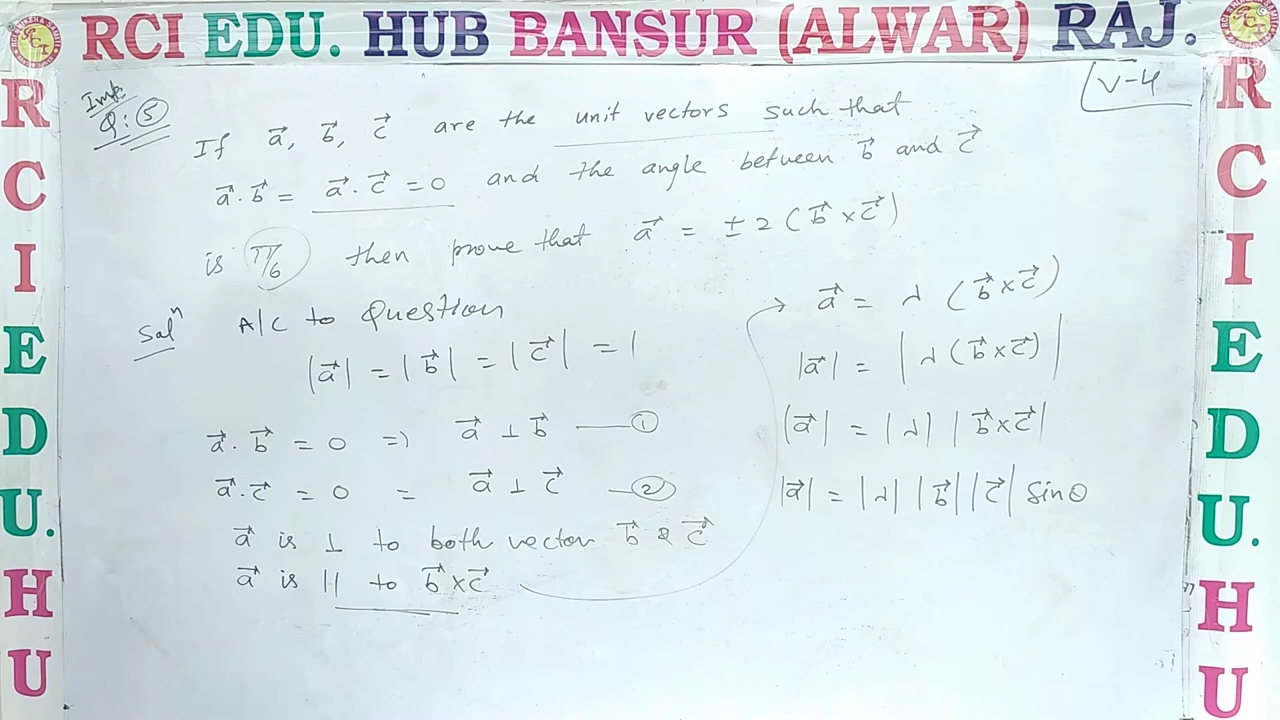 RCI EDU. HUB BANSUR (ALWAR) RAJ.
R
C
I
E
D
U.
H
U
V-4
Imp.
Q: 5
If a⃗, b⃗, c⃗ are the unit vectors such that
a⃗. b⃗ = a⃗. c⃗ = 0 and the angle between b⃗ and c⃗
is π/6 then prove that a⃗ = ± 2 (b⃗ × c⃗)
Solⁿ A/C to Question
|a⃗| = |b⃗| = |c⃗| = 1
a⃗. b⃗ = 0 => a⃗ ⊥ b⃗ — 1
a⃗. c⃗ = 0 = a⃗ ⊥ c⃗ — 2
a⃗ is ⊥ to both vector b⃗ & c⃗
a⃗ is || to b⃗ × c⃗
→ a⃗ = λ (b⃗ × c⃗)
|a⃗| = |λ (b⃗ × c⃗)|
|a⃗| = |λ| |b⃗ × c⃗|
|a⃗| = |λ| |b⃗| |c⃗| sin θ
R
C
I
E
D
U.
H
U